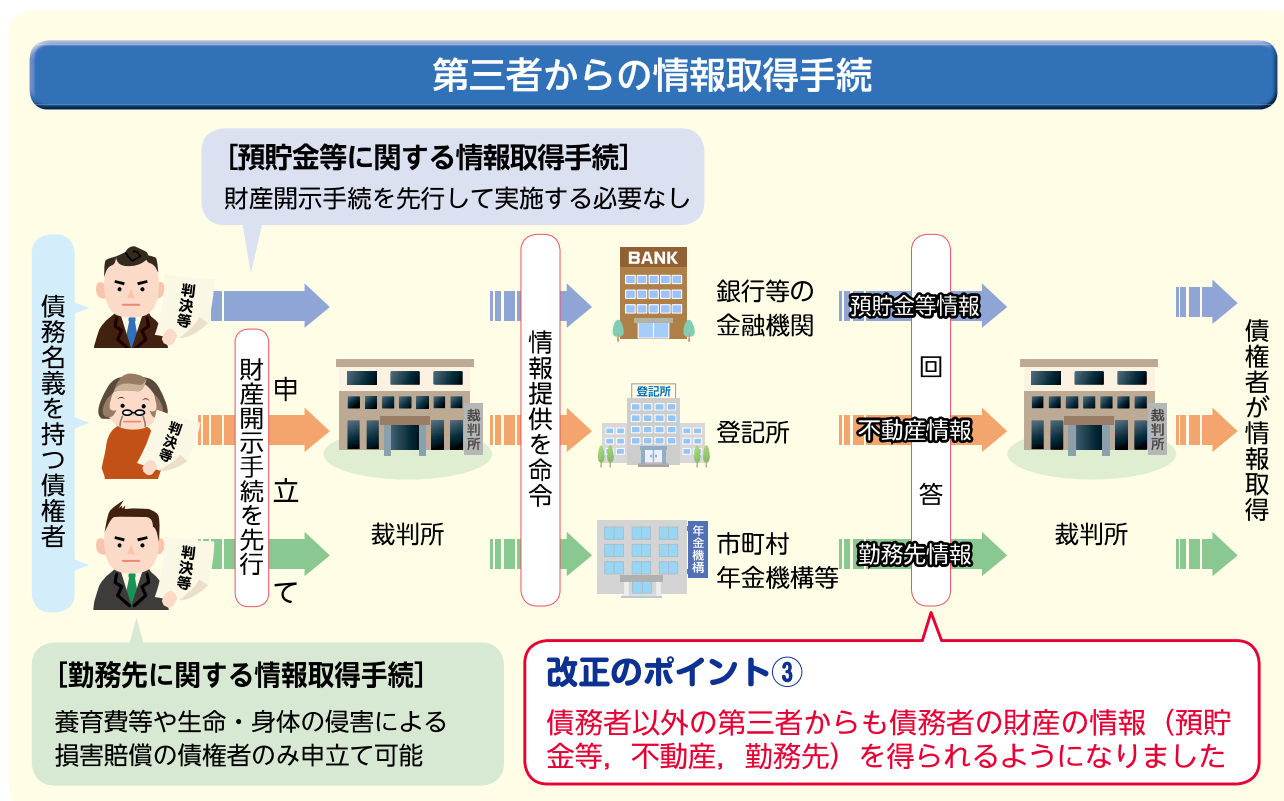 第三者からの情報取得手続
［預貯金等に関する情報取得手続］
財産開示手続を先行して実施する必要なし
債務名義を持つ債権者
判決等
判決等
判決等
財産開示手続を先行
申立て
裁判所
裁判所
情報提供を命令
BANK
銀行等の
金融機関
登記所
登記所
年金機構
市町村
年金機構等
預貯金等情報
不動産情報
勤務先情報
回答
裁判所
裁判所
債権者が情報取得
［勤務先に関する情報取得手続］
養育費等や生命・身体の侵害による
損害賠償の債権者のみ申立て可能
改正のポイント③
債務者以外の第三者からも債務者の財産の情報（預貯
金等，不動産，勤務先）を得られるようになりました